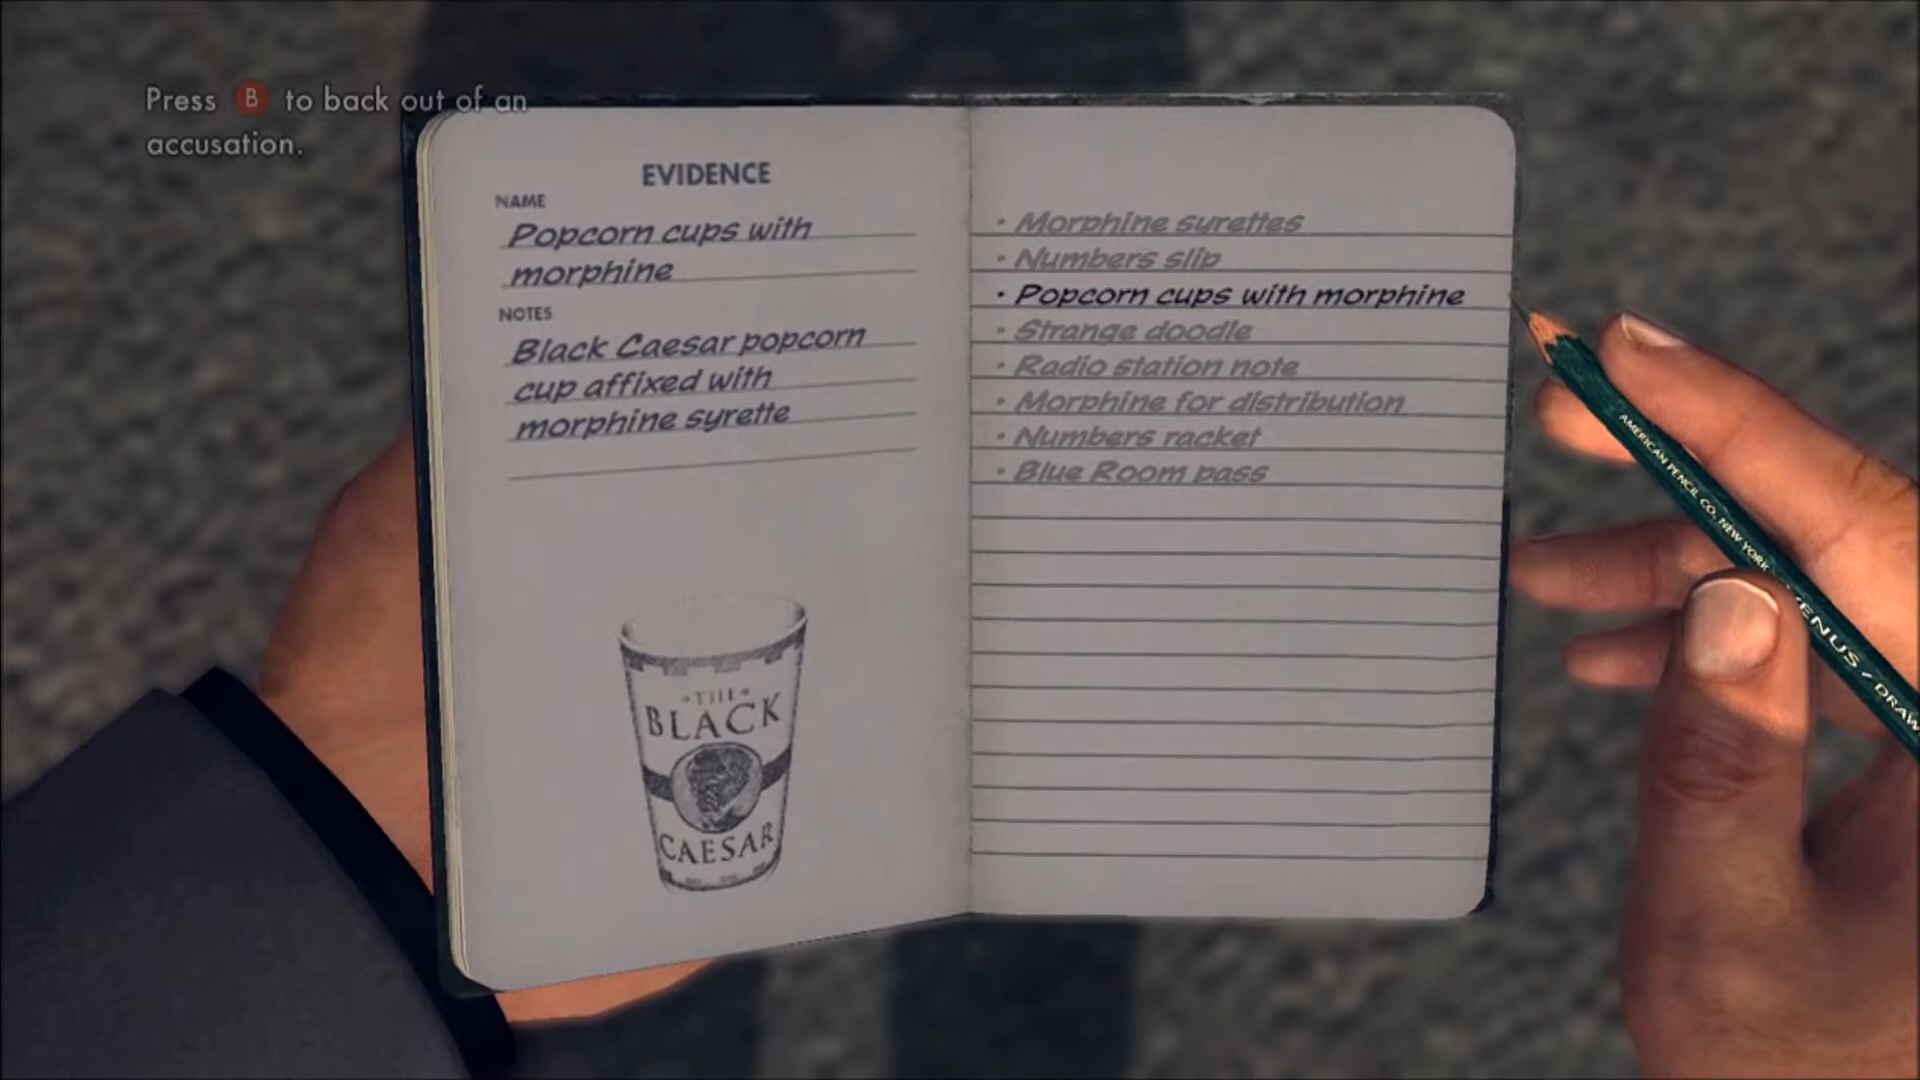 Press B to back out of an
accusation.
EVIDENCE
NAME
Popcorn cups with
morphine
NOTES
Black Caesar popcorn
cup affixed with
morphine syrette
• THE •
BLACK
CAESAR
• Morphine syrettes
• Numbers slip
• Popcorn cups with morphine
• Strange doodle
• Radio station note
• Morphine for distribution
• Numbers racket
• Blue Room pass
AMERICAN PENCIL CO. NEW YORK
VENUS / DRAW